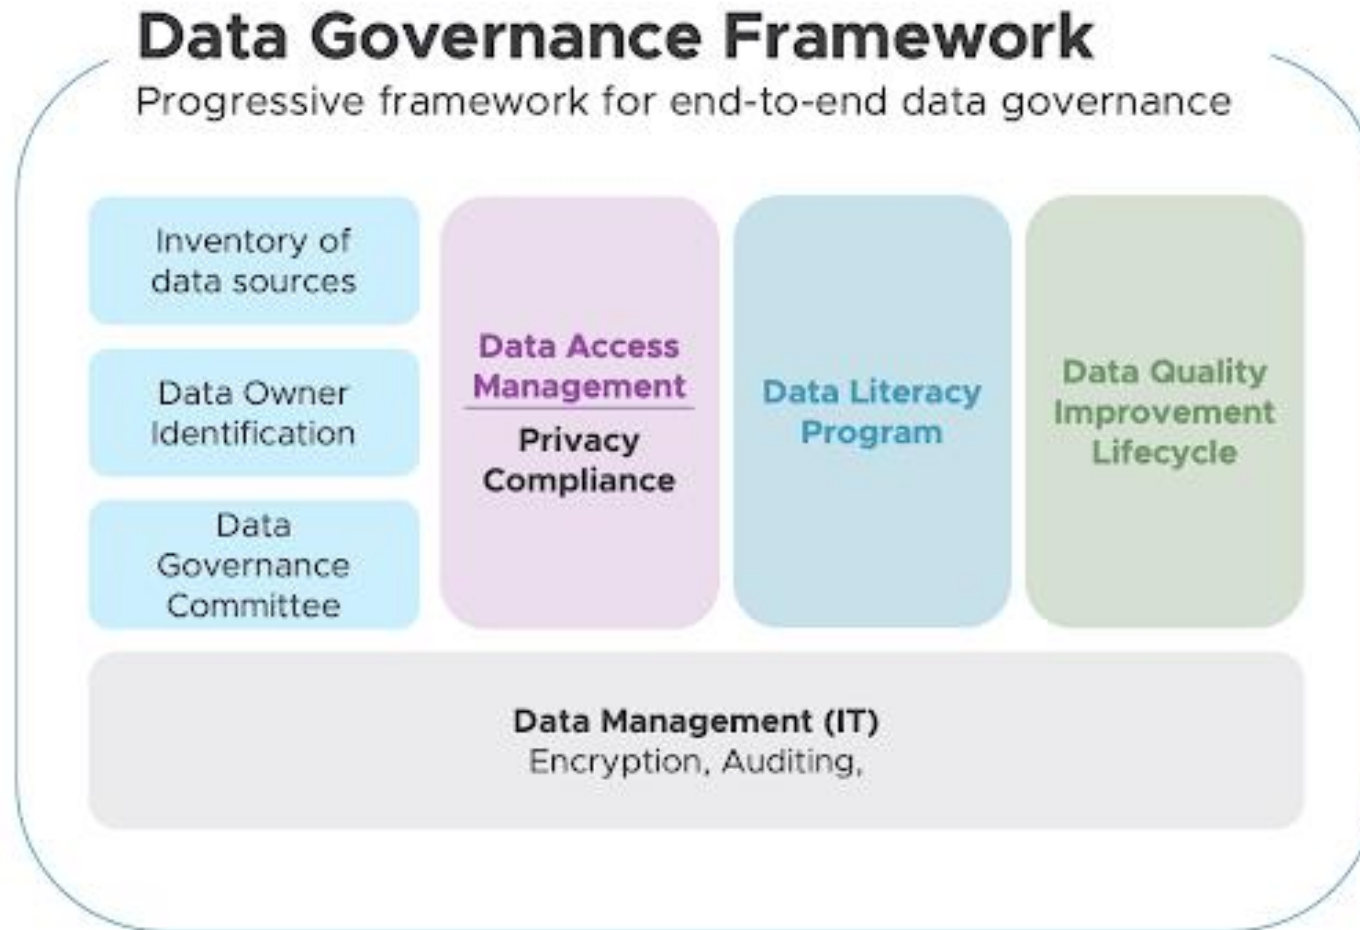 Data Governance Framework
Progressive framework for end-to-end data governance
Inventory of
data sources
Data Owner
Identification
Data
Governance
Committee
Data Access
Management
Privacy
Compliance
Data Literacy
Program
Data Quality
Improvement
Lifecycle
Data Management (IT)
Encryption, Auditing,